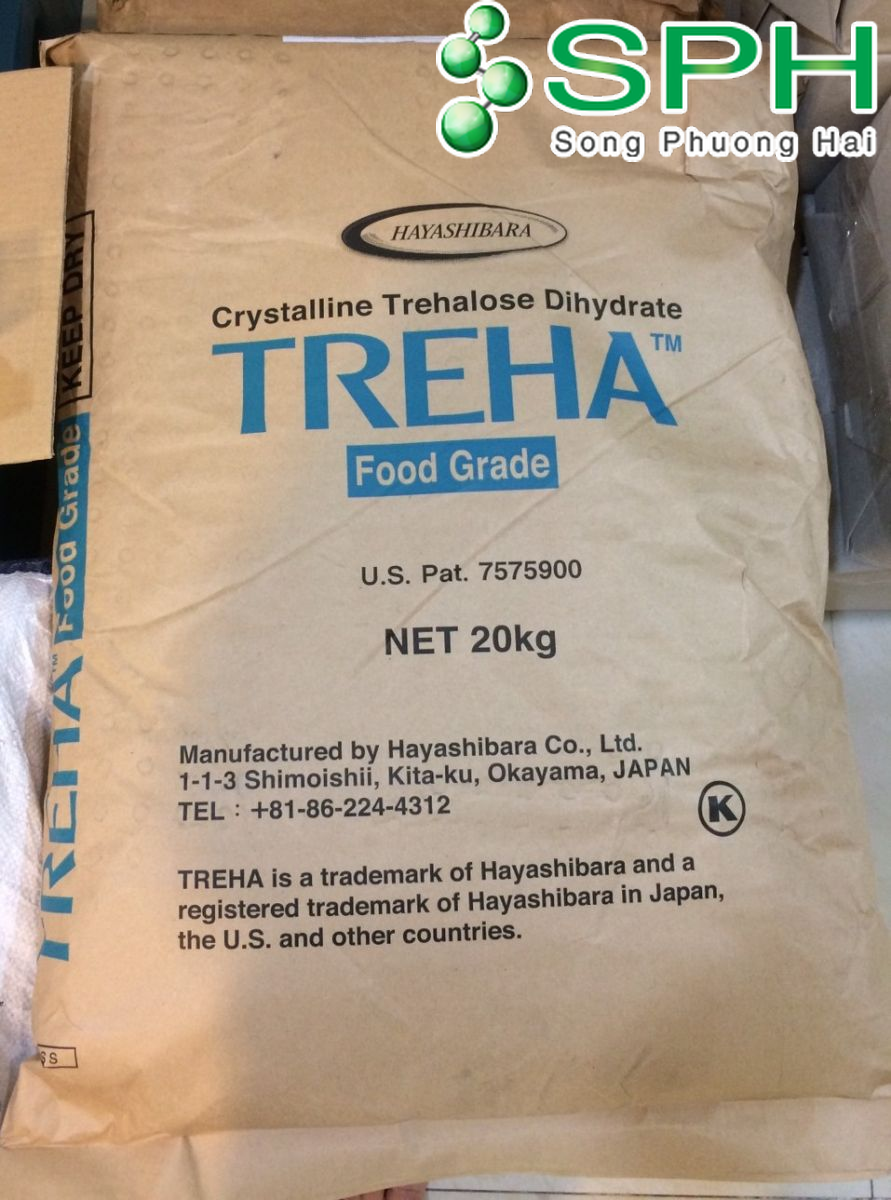 SPH
Song Phuong Hai
HAYASHIBARA
Crystalline Trehalose Dihydrate
TREHA™
Food Grade
U.S. Pat. 7575900
NET 20kg
Manufactured by Hayashibara Co., Ltd.
1-1-3 Shimoishii, Kita-ku, Okayama, JAPAN
TEL : +81-86-224-4312
K
TREHA is a trademark of Hayashibara and a
registered trademark of Hayashibara in Japan,
the U.S. and other countries.
TREHA™ Food Grade KEEP DRY